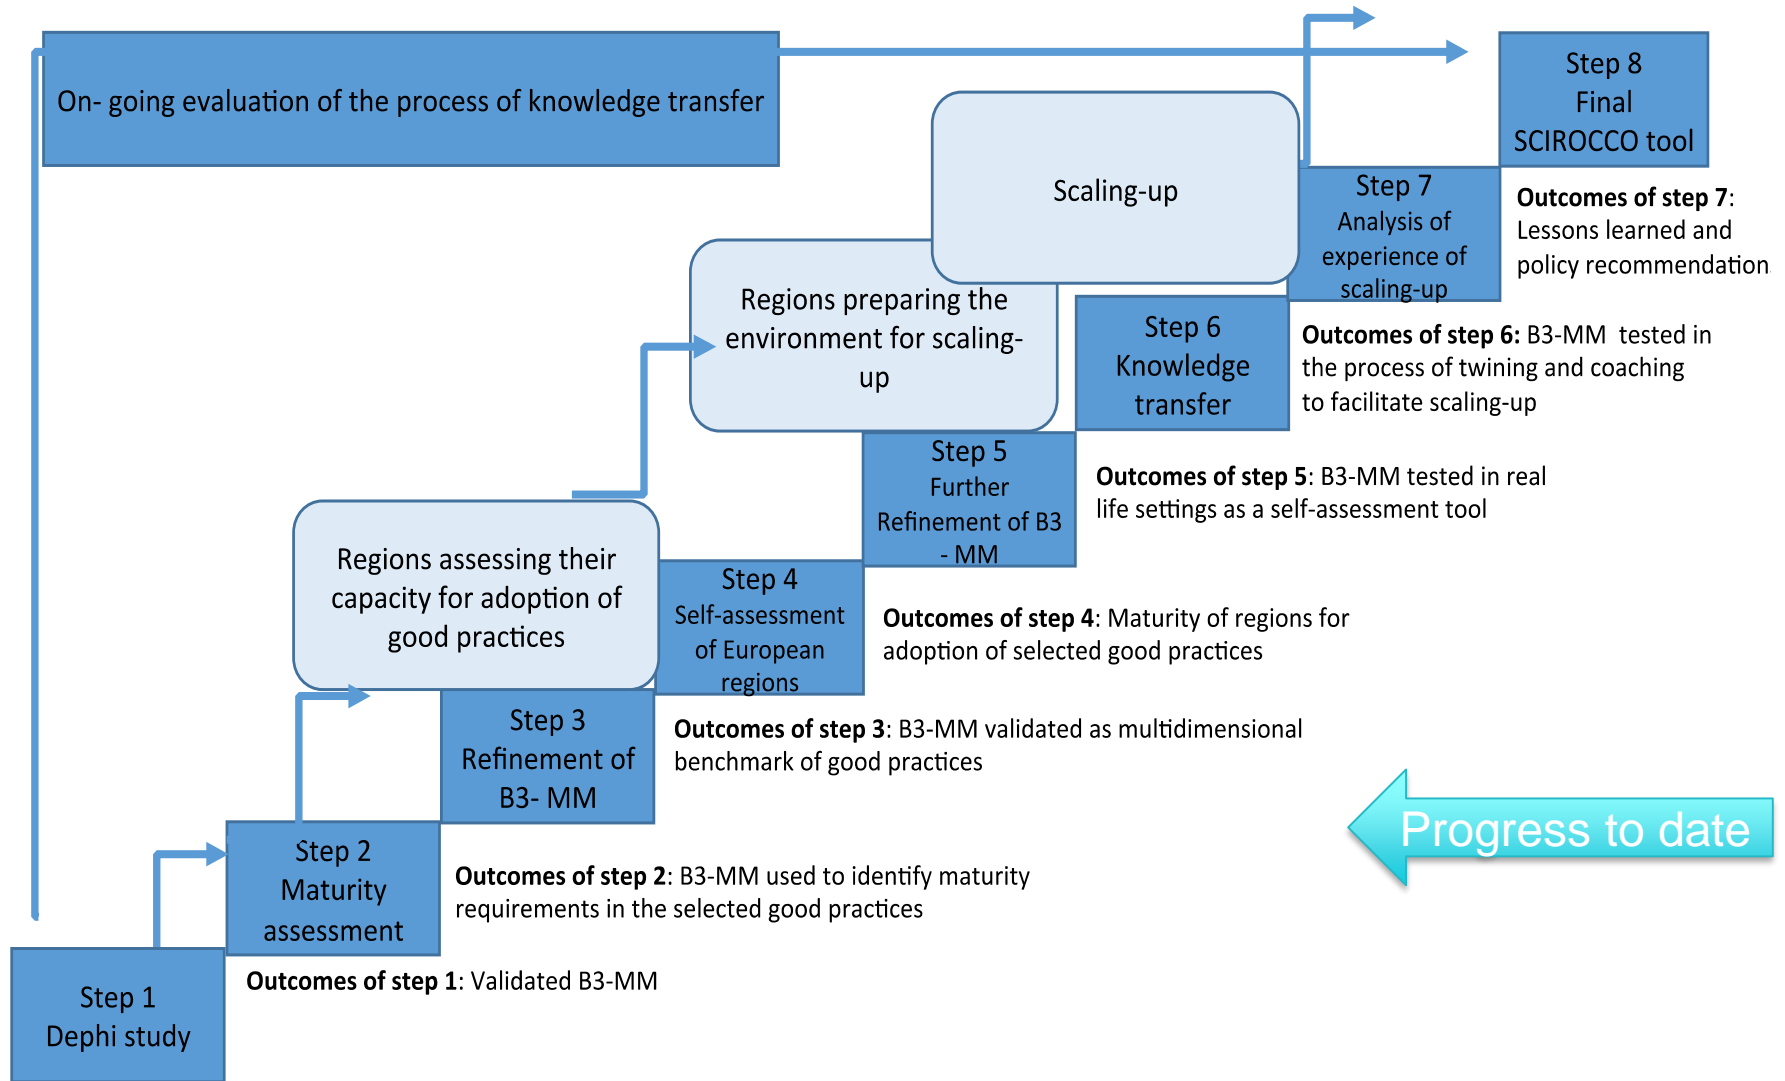 On- going evaluation of the process of knowledge transfer
Step 8
Final
SCIROCCO tool
Scaling-up
Step 7
Analysis of
experience of
scaling-up
Outcomes of step 7:
Lessons learned and
policy recommendation
Regions preparing the
environment for scaling-
up
Step 6
Knowledge
transfer
Outcomes of step 6: B3-MM tested in
the process of twining and coaching
to facilitate scaling-up
Step 5
Further
Refinement of B3
- MM
Outcomes of step 5: B3-MM tested in real
life settings as a self-assessment tool
Regions assessing their
capacity for adoption of
good practices
Step 4
Self-assessment
of European
regions
Outcomes of step 4: Maturity of regions for
adoption of selected good practices
Step 3
Refinement of
B3- MM
Outcomes of step 3: B3-MM validated as multidimensional
benchmark of good practices
Progress to date
Step 2
Maturity
assessment
Outcomes of step 2: B3-MM used to identify maturity
requirements in the selected good practices
Step 1
Dephi study
Outcomes of step 1: Validated B3-MM